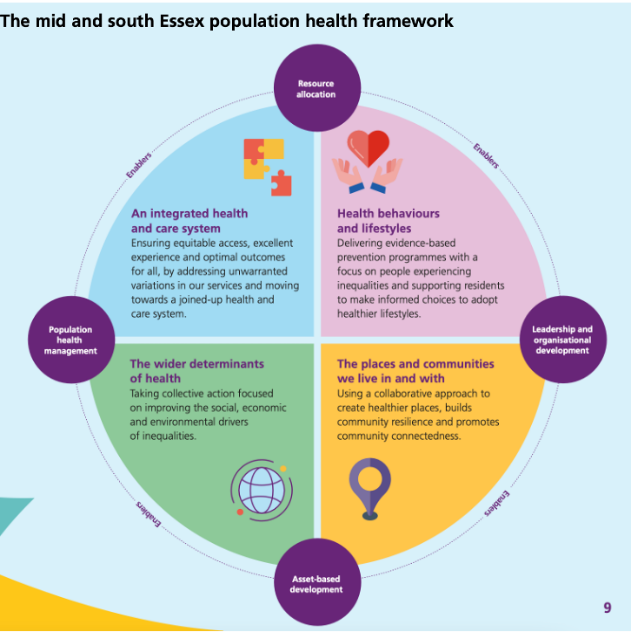 The mid and south Essex population health framework
Resource
allocation
Enablers
Enablers
An integrated health
and care system
Ensuring equitable access, excellent
experience and optimal outcomes
for all, by addressing unwarranted
variations in our services and moving
towards a joined-up health and
care system.
Health behaviours
and lifestyles
Delivering evidence-based
prevention programmes with a
focus on people experiencing
inequalities and supporting residents
to make informed choices to adopt
healthier lifestyles.
Population
health
management
Leadership and
organisational
development
The wider determinants
of health
Taking collective action focused
on improving the social, economic
and environmental drivers
of inequalities.
The places and communities
we live in and with
Using a collaborative approach to
create healthier places, builds
community resilience and promotes
community connectedness.
Enablers
Enablers
Asset-based
development
9